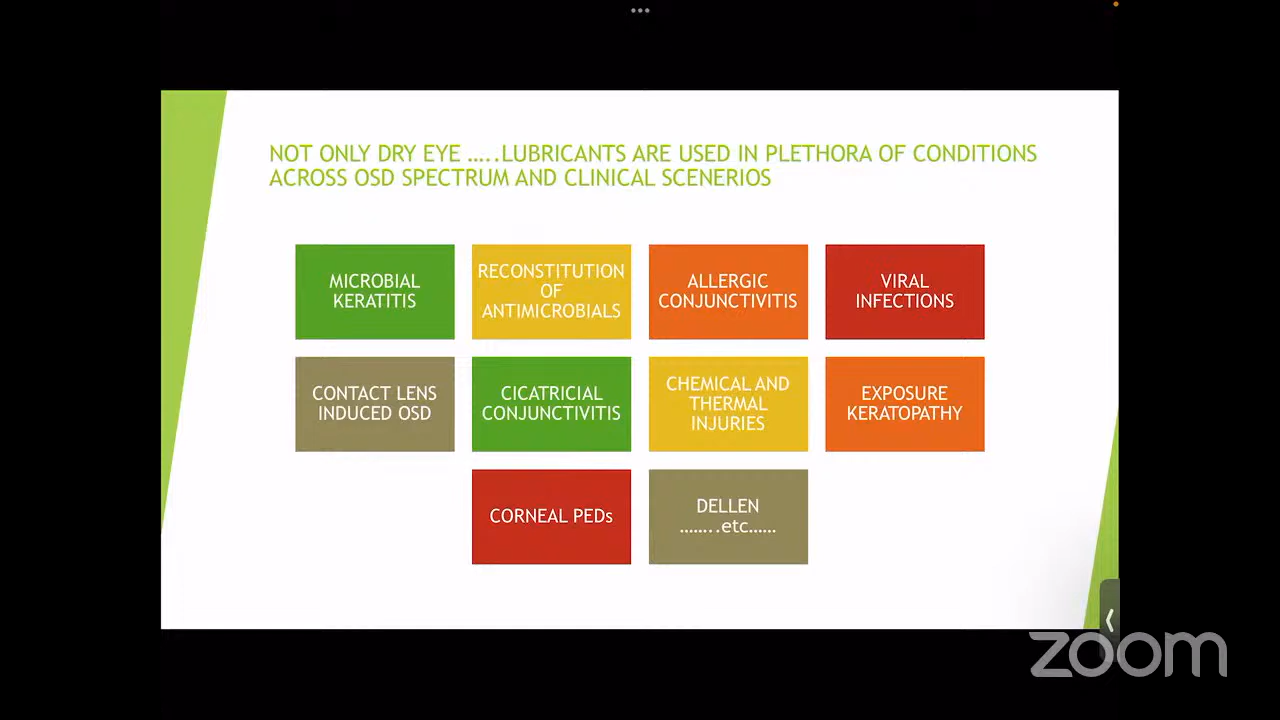 NOT ONLY DRY EYE …..LUBRICANTS ARE USED IN PLETHORA OF CONDITIONS
ACROSS OSD SPECTRUM AND CLINICAL SCENERIOS
MICROBIAL
KERATITIS
RECONSTITUTION
OF
ANTIMICROBIALS
ALLERGIC
CONJUNCTIVITIS
VIRAL
INFECTIONS
CONTACT LENS
INDUCED OSD
CICATRICIAL
CONJUNCTIVITIS
CHEMICAL AND
THERMAL
INJURIES
EXPOSURE
KERATOPATHY
CORNEAL PEDs
DELLEN
……..etc……
zoom